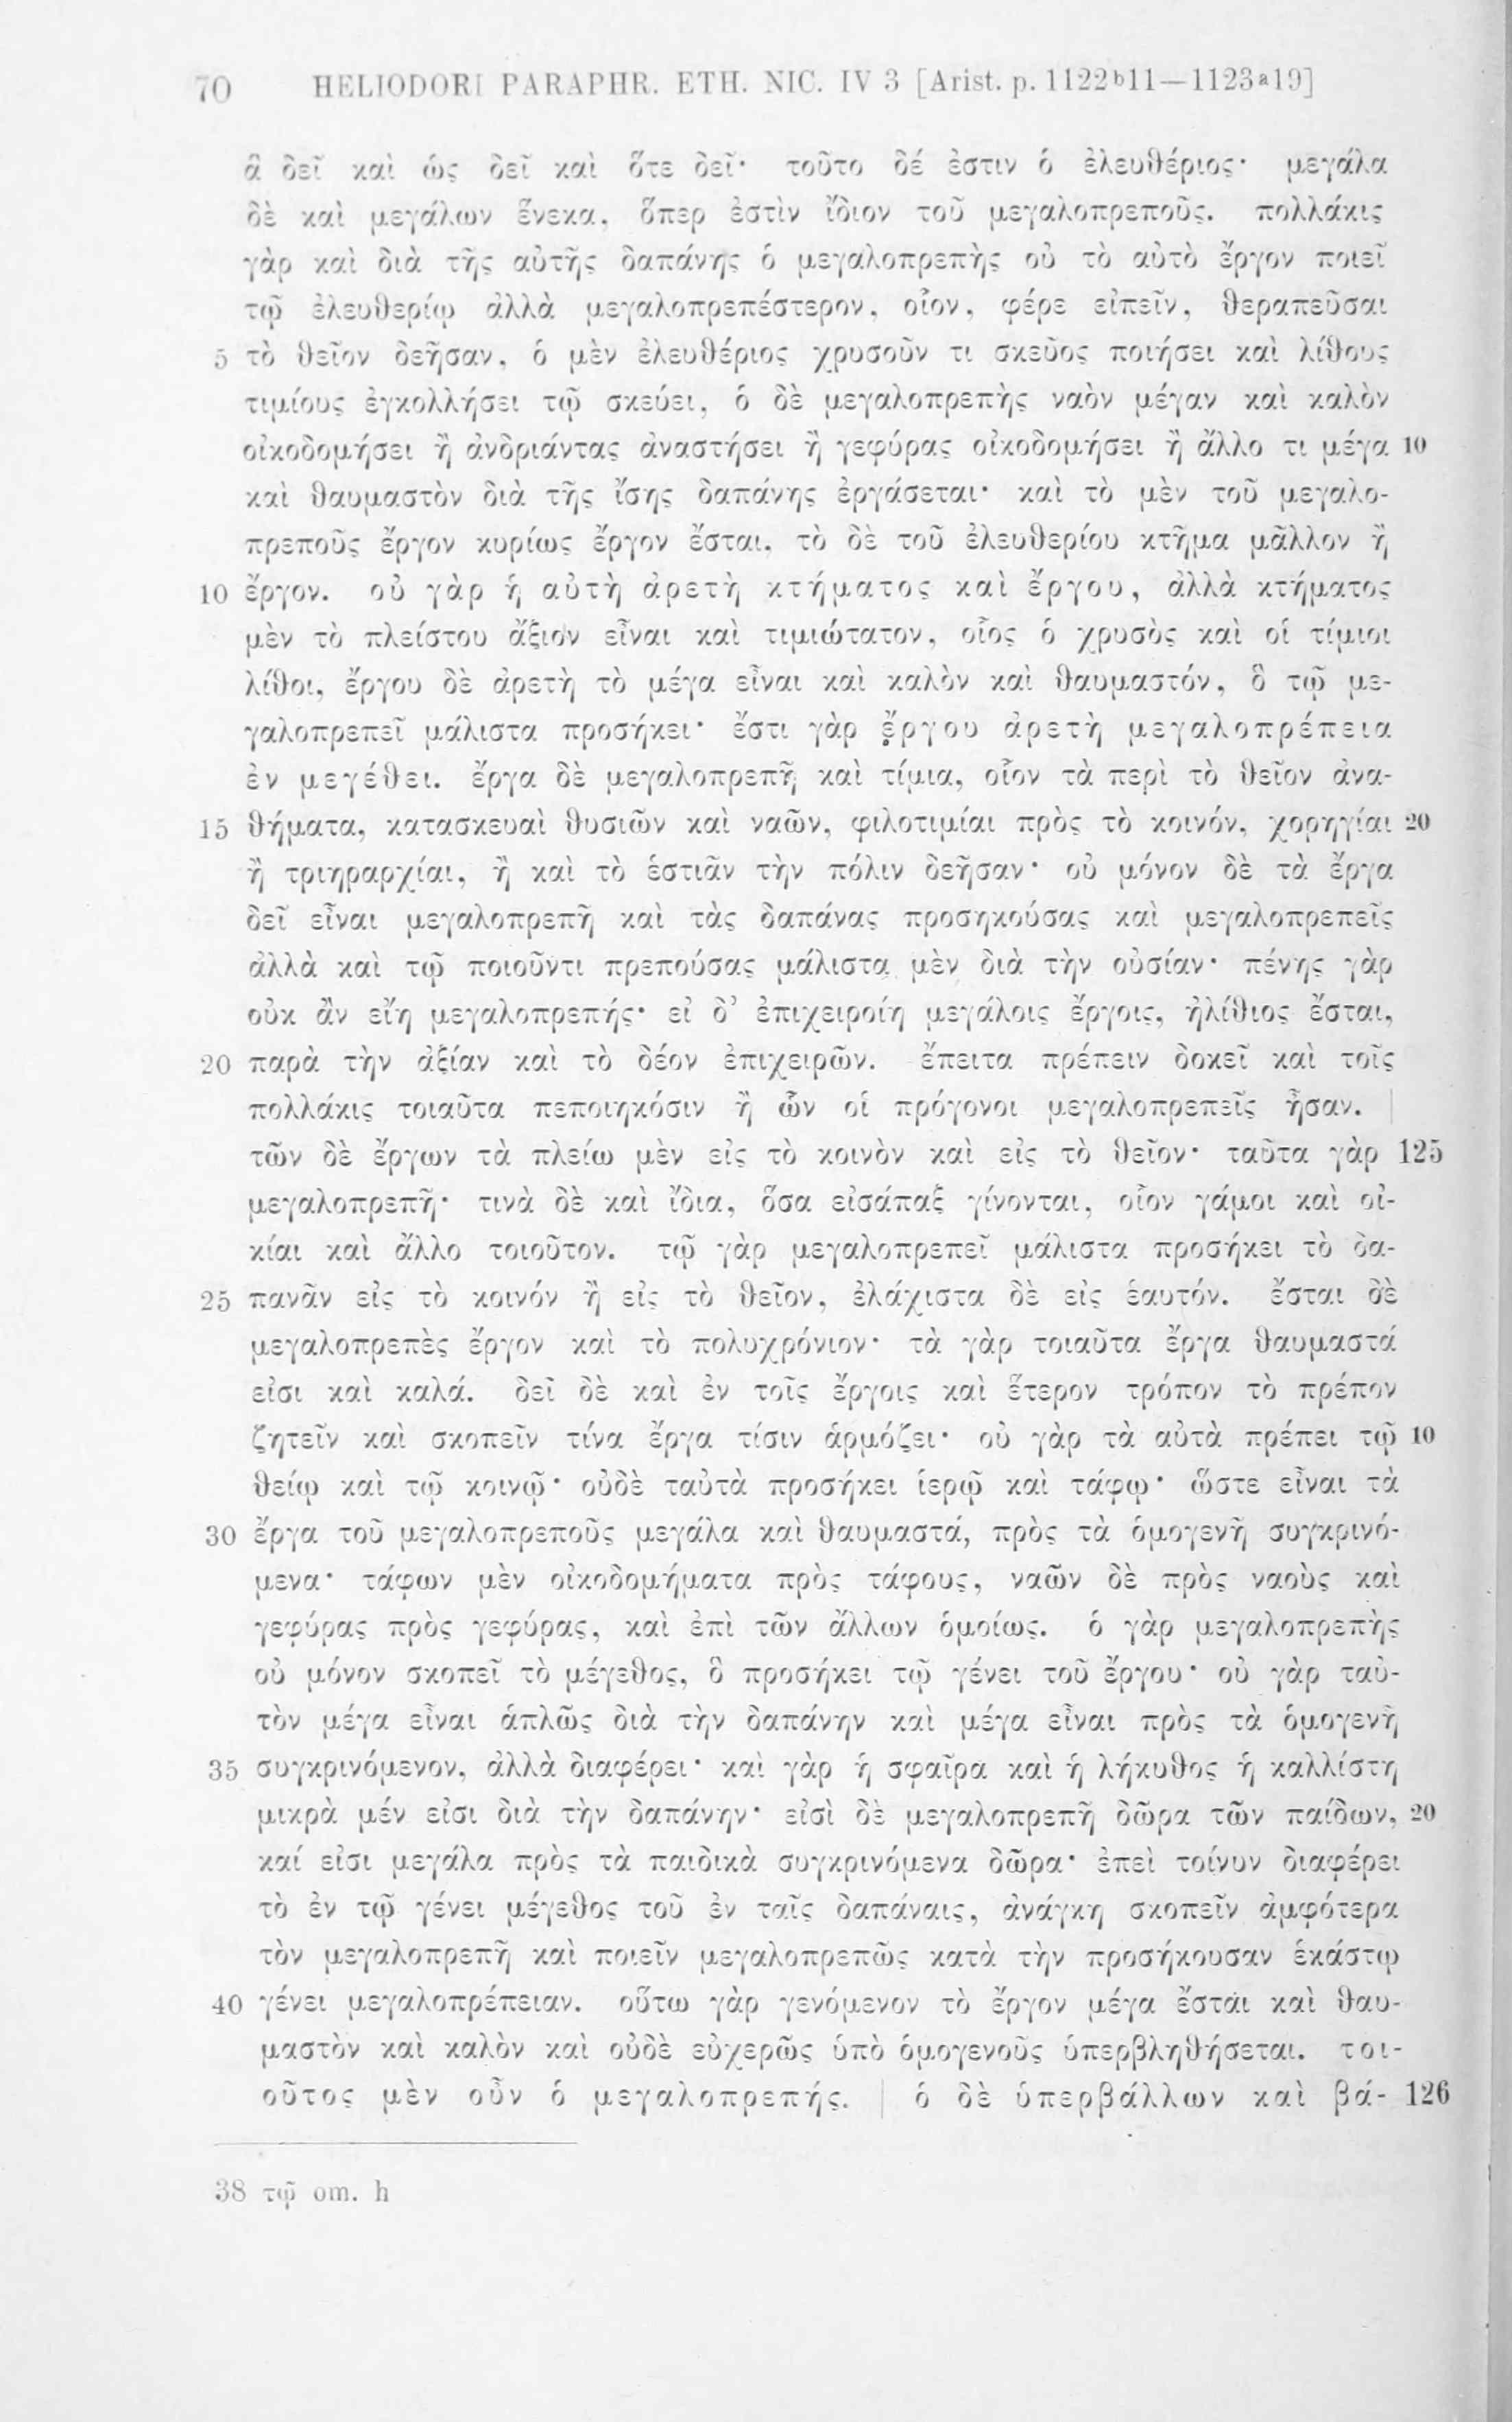 70 HELIODORI PARAPHR. ETH. NIC. IV 3 [Arist. p. 1122b11—1123a19]
ἃ δεῖ καὶ ὡς δεῖ καὶ ὅτε δεῖ· τοῦτο δέ ἐστιν ὁ ἐλευθέριος· μεγάλα
δὲ καὶ μεγάλων ἕνεκα, ὅπερ ἐστὶν ἴδιον τοῦ μεγαλοπρεποῦς. πολλάκις
γὰρ καὶ διὰ τῆς αὐτῆς δαπάνης ὁ μεγαλοπρεπὴς οὐ τὸ αὐτὸ ἔργον ποιεῖ
τῷ ἐλευθερίῳ ἀλλὰ μεγαλοπρεπέστερον, οἷον, φέρε εἰπεῖν, θεραπεῦσαι
5 τὸ θεῖον δεῆσαν, ὁ μὲν ἐλευθέριος χρυσοῦν τι σκεῦος ποιήσει καὶ λίθους
τιμίους ἐγκολλήσει τῷ σκεύει, ὁ δὲ μεγαλοπρεπὴς ναὸν μέγαν καὶ καλὸν
οἰκοδομήσει ἢ ἀνδριάντας ἀναστήσει ἢ γεφύρας οἰκοδομήσει ἢ ἄλλο τι μέγα 10
καὶ θαυμαστὸν διὰ τῆς ἴσης δαπάνης ἐργάσεται· καὶ τὸ μὲν τοῦ μεγαλο-
πρεποῦς ἔργον κυρίως ἔργον ἔσται, τὸ δὲ τοῦ ἐλευθερίου κτῆμα μᾶλλον ἢ
10 ἔργον. οὐ γὰρ ἡ αὐτὴ ἀρετὴ κτήματος καὶ ἔργου, ἀλλὰ κτήματος
μὲν τὸ πλείστου ἄξιον εἶναι καὶ τιμιώτατον, οἷος ὁ χρυσὸς καὶ οἱ τίμιοι
λίθοι, ἔργου δὲ ἀρετὴ τὸ μέγα εἶναι καὶ καλὸν καὶ θαυμαστόν, ὃ τῷ με-
γαλοπρεπεῖ μάλιστα προσήκει· ἔστι γὰρ ἔργου ἀρετὴ μεγαλοπρέπεια
ἐν μεγέθει. ἔργα δὲ μεγαλοπρεπῆ καὶ τίμια, οἷον τὰ περὶ τὸ θεῖον ἀνα-
15 θήματα, κατασκευαὶ θυσιῶν καὶ ναῶν, φιλοτιμίαι πρὸς τὸ κοινόν, χορηγίαι 20
ἢ τριηραρχίαι, ἢ καὶ τὸ ἑστιᾶν τὴν πόλιν δεῆσαν· οὐ μόνον δὲ τὰ ἔργα
δεῖ εἶναι μεγαλοπρεπῆ καὶ τὰς δαπάνας προσηκούσας καὶ μεγαλοπρεπεῖς
ἀλλὰ καὶ τῷ ποιοῦντι πρεπούσας μάλιστα μὲν διὰ τὴν οὐσίαν· πένης γὰρ
οὐκ ἂν εἴη μεγαλοπρεπής· εἰ δ' ἐπιχειροίη μεγάλοις ἔργοις, ἠλίθιος ἔσται,
20 παρὰ τὴν ἀξίαν καὶ τὸ δέον ἐπιχειρῶν. ἔπειτα πρέπειν δοκεῖ καὶ τοῖς
πολλάκις τοιαῦτα πεποιηκόσιν ἢ ὧν οἱ πρόγονοι μεγαλοπρεπεῖς ἦσαν. |
τῶν δὲ ἔργων τὰ πλείω μὲν εἰς τὸ κοινὸν καὶ εἰς τὸ θεῖον· ταῦτα γὰρ 125
μεγαλοπρεπῆ· τινὰ δὲ καὶ ἴδια, ὅσα εἰσάπαξ γίνονται, οἷον γάμοι καὶ οἰ-
κίαι καὶ ἄλλο τοιοῦτον. τῷ γὰρ μεγαλοπρεπεῖ μάλιστα προσήκει τὸ δα-
25 πανᾶν εἰς τὸ κοινόν ἢ εἰς τὸ θεῖον, ἐλάχιστα δὲ εἰς ἑαυτόν. ἔσται δὲ
μεγαλοπρεπὲς ἔργον καὶ τὸ πολυχρόνιον· τὰ γὰρ τοιαῦτα ἔργα θαυμαστά
εἰσι καὶ καλά. δεῖ δὲ καὶ ἐν τοῖς ἔργοις καὶ ἕτερον τρόπον τὸ πρέπον
ζητεῖν καὶ σκοπεῖν τίνα ἔργα τίσιν ἁρμόζει· οὐ γὰρ τὰ αὐτὰ πρέπει τῷ 10
θείῳ καὶ τῷ κοινῷ· οὐδὲ ταὐτὰ προσήκει ἱερῷ καὶ τάφῳ· ὥστε εἶναι τὰ
30 ἔργα τοῦ μεγαλοπρεποῦς μεγάλα καὶ θαυμαστά, πρὸς τὰ ὁμογενῆ συγκρινό-
μενα· τάφων μὲν οἰκοδομήματα πρὸς τάφους, ναῶν δὲ πρὸς ναοὺς καὶ
γεφύρας πρὸς γεφύρας, καὶ ἐπὶ τῶν ἄλλων ὁμοίως. ὁ γὰρ μεγαλοπρεπὴς
οὐ μόνον σκοπεῖ τὸ μέγεθος, ὃ προσήκει τῷ γένει τοῦ ἔργου· οὐ γὰρ ταὐ-
τὸν μέγα εἶναι ἁπλῶς διὰ τὴν δαπάνην καὶ μέγα εἶναι πρὸς τὰ ὁμογενῆ
35 συγκρινόμενον, ἀλλὰ διαφέρει· καὶ γὰρ ἡ σφαῖρα καὶ ἡ λήκυθος ἡ καλλίστη
μικρὰ μέν εἰσι διὰ τὴν δαπάνην· εἰσὶ δὲ μεγαλοπρεπῆ δῶρα τῶν παίδων, 20
καί εἰσι μεγάλα πρὸς τὰ παιδικὰ συγκρινόμενα δῶρα· ἐπεὶ τοίνυν διαφέρει
τὸ ἐν τῷ γένει μέγεθος τοῦ ἐν ταῖς δαπάναις, ἀνάγκη σκοπεῖν ἀμφότερα
τὸν μεγαλοπρεπῆ καὶ ποιεῖν μεγαλοπρεπῶς κατὰ τὴν προσήκουσαν ἑκάστῳ
40 γένει μεγαλοπρέπειαν. οὕτω γὰρ γενόμενον τὸ ἔργον μέγα ἔσται καὶ θαυ-
μαστὸν καὶ καλὸν καὶ οὐδὲ εὐχερῶς ὑπὸ ὁμογενοῦς ὑπερβληθήσεται. τοι-
οῦτος μὲν οὖν ὁ μεγαλοπρεπής. | ὁ δὲ ὑπερβάλλων καὶ βά- 126
38 τῷ om. h